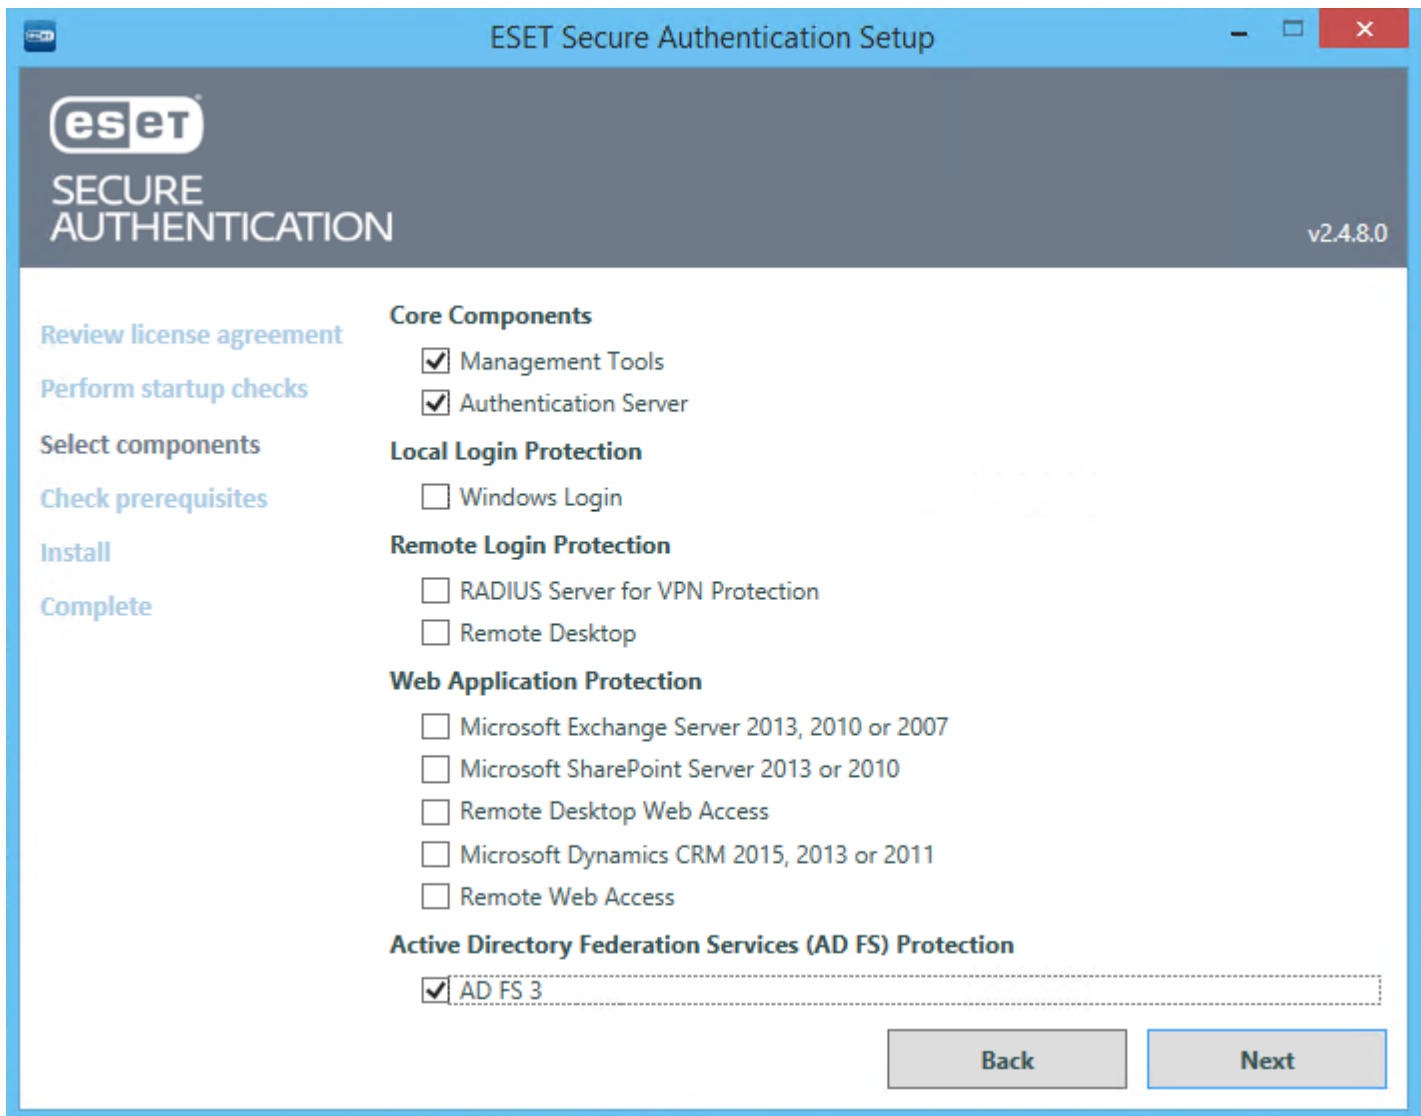 ESET Secure Authentication Setup
eset
SECURE
AUTHENTICATION
v2.4.8.0
Review license agreement
Perform startup checks
Select components
Check prerequisites
Install
Complete
Core Components
Management Tools
Authentication Server
Local Login Protection
Windows Login
Remote Login Protection
RADIUS Server for VPN Protection
Remote Desktop
Web Application Protection
Microsoft Exchange Server 2013, 2010 or 2007
Microsoft SharePoint Server 2013 or 2010
Remote Desktop Web Access
Microsoft Dynamics CRM 2015, 2013 or 2011
Remote Web Access
Active Directory Federation Services (AD FS) Protection
AD FS 3
Back
Next